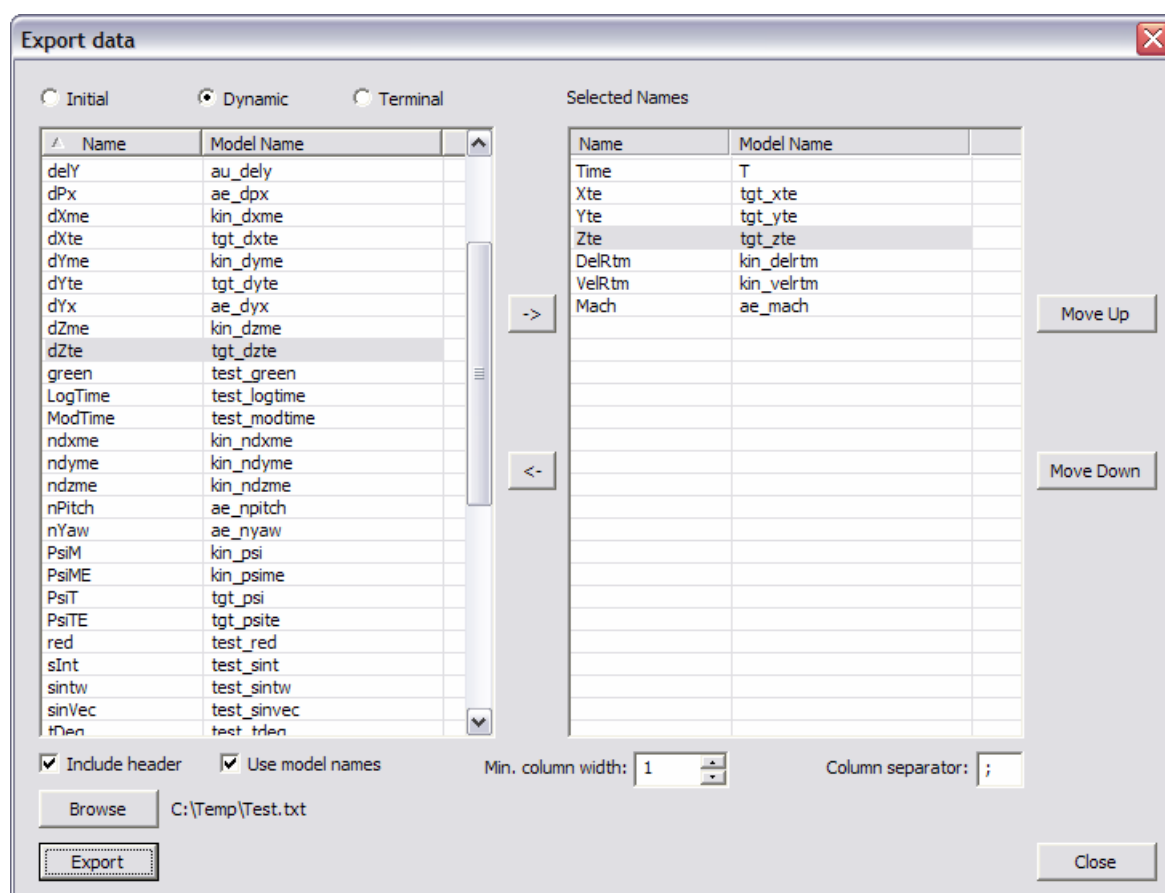 Export data
Initial Dynamic Terminal Selected Names
Name Model Name Name Model Name
delY au_dely Time T
dPx ae_dpx Xte tgt_xte
dXme kin_dxme Yte tgt_yte
dXte tgt_dxte Zte tgt_zte
dYme kin_dyme DelRtm kin_delrtm
dYte tgt_dyte VelRtm kin_velrtm
dYx ae_dyx Mach ae_mach
dZme kin_dzme -> Move Up
dZte tgt_dzte
green test_green
LogTime test_logtime
ModTime test_modtime
ndxme kin_ndxme
ndyme kin_ndyme <- Move Down
ndzme kin_ndzme
nPitch ae_npitch
nYaw ae_nyaw
PsiM kin_psi
PsiME kin_psime
PsiT tgt_psi
PsiTE tgt_psite
red test_red
sInt test_sint
sintw test_sintw
sinVec test_sinvec
tDeg test_tdeg
Include header Use model names Min. column width: 1 Column separator: ;
Browse C:\Temp\Test.txt
Export Close